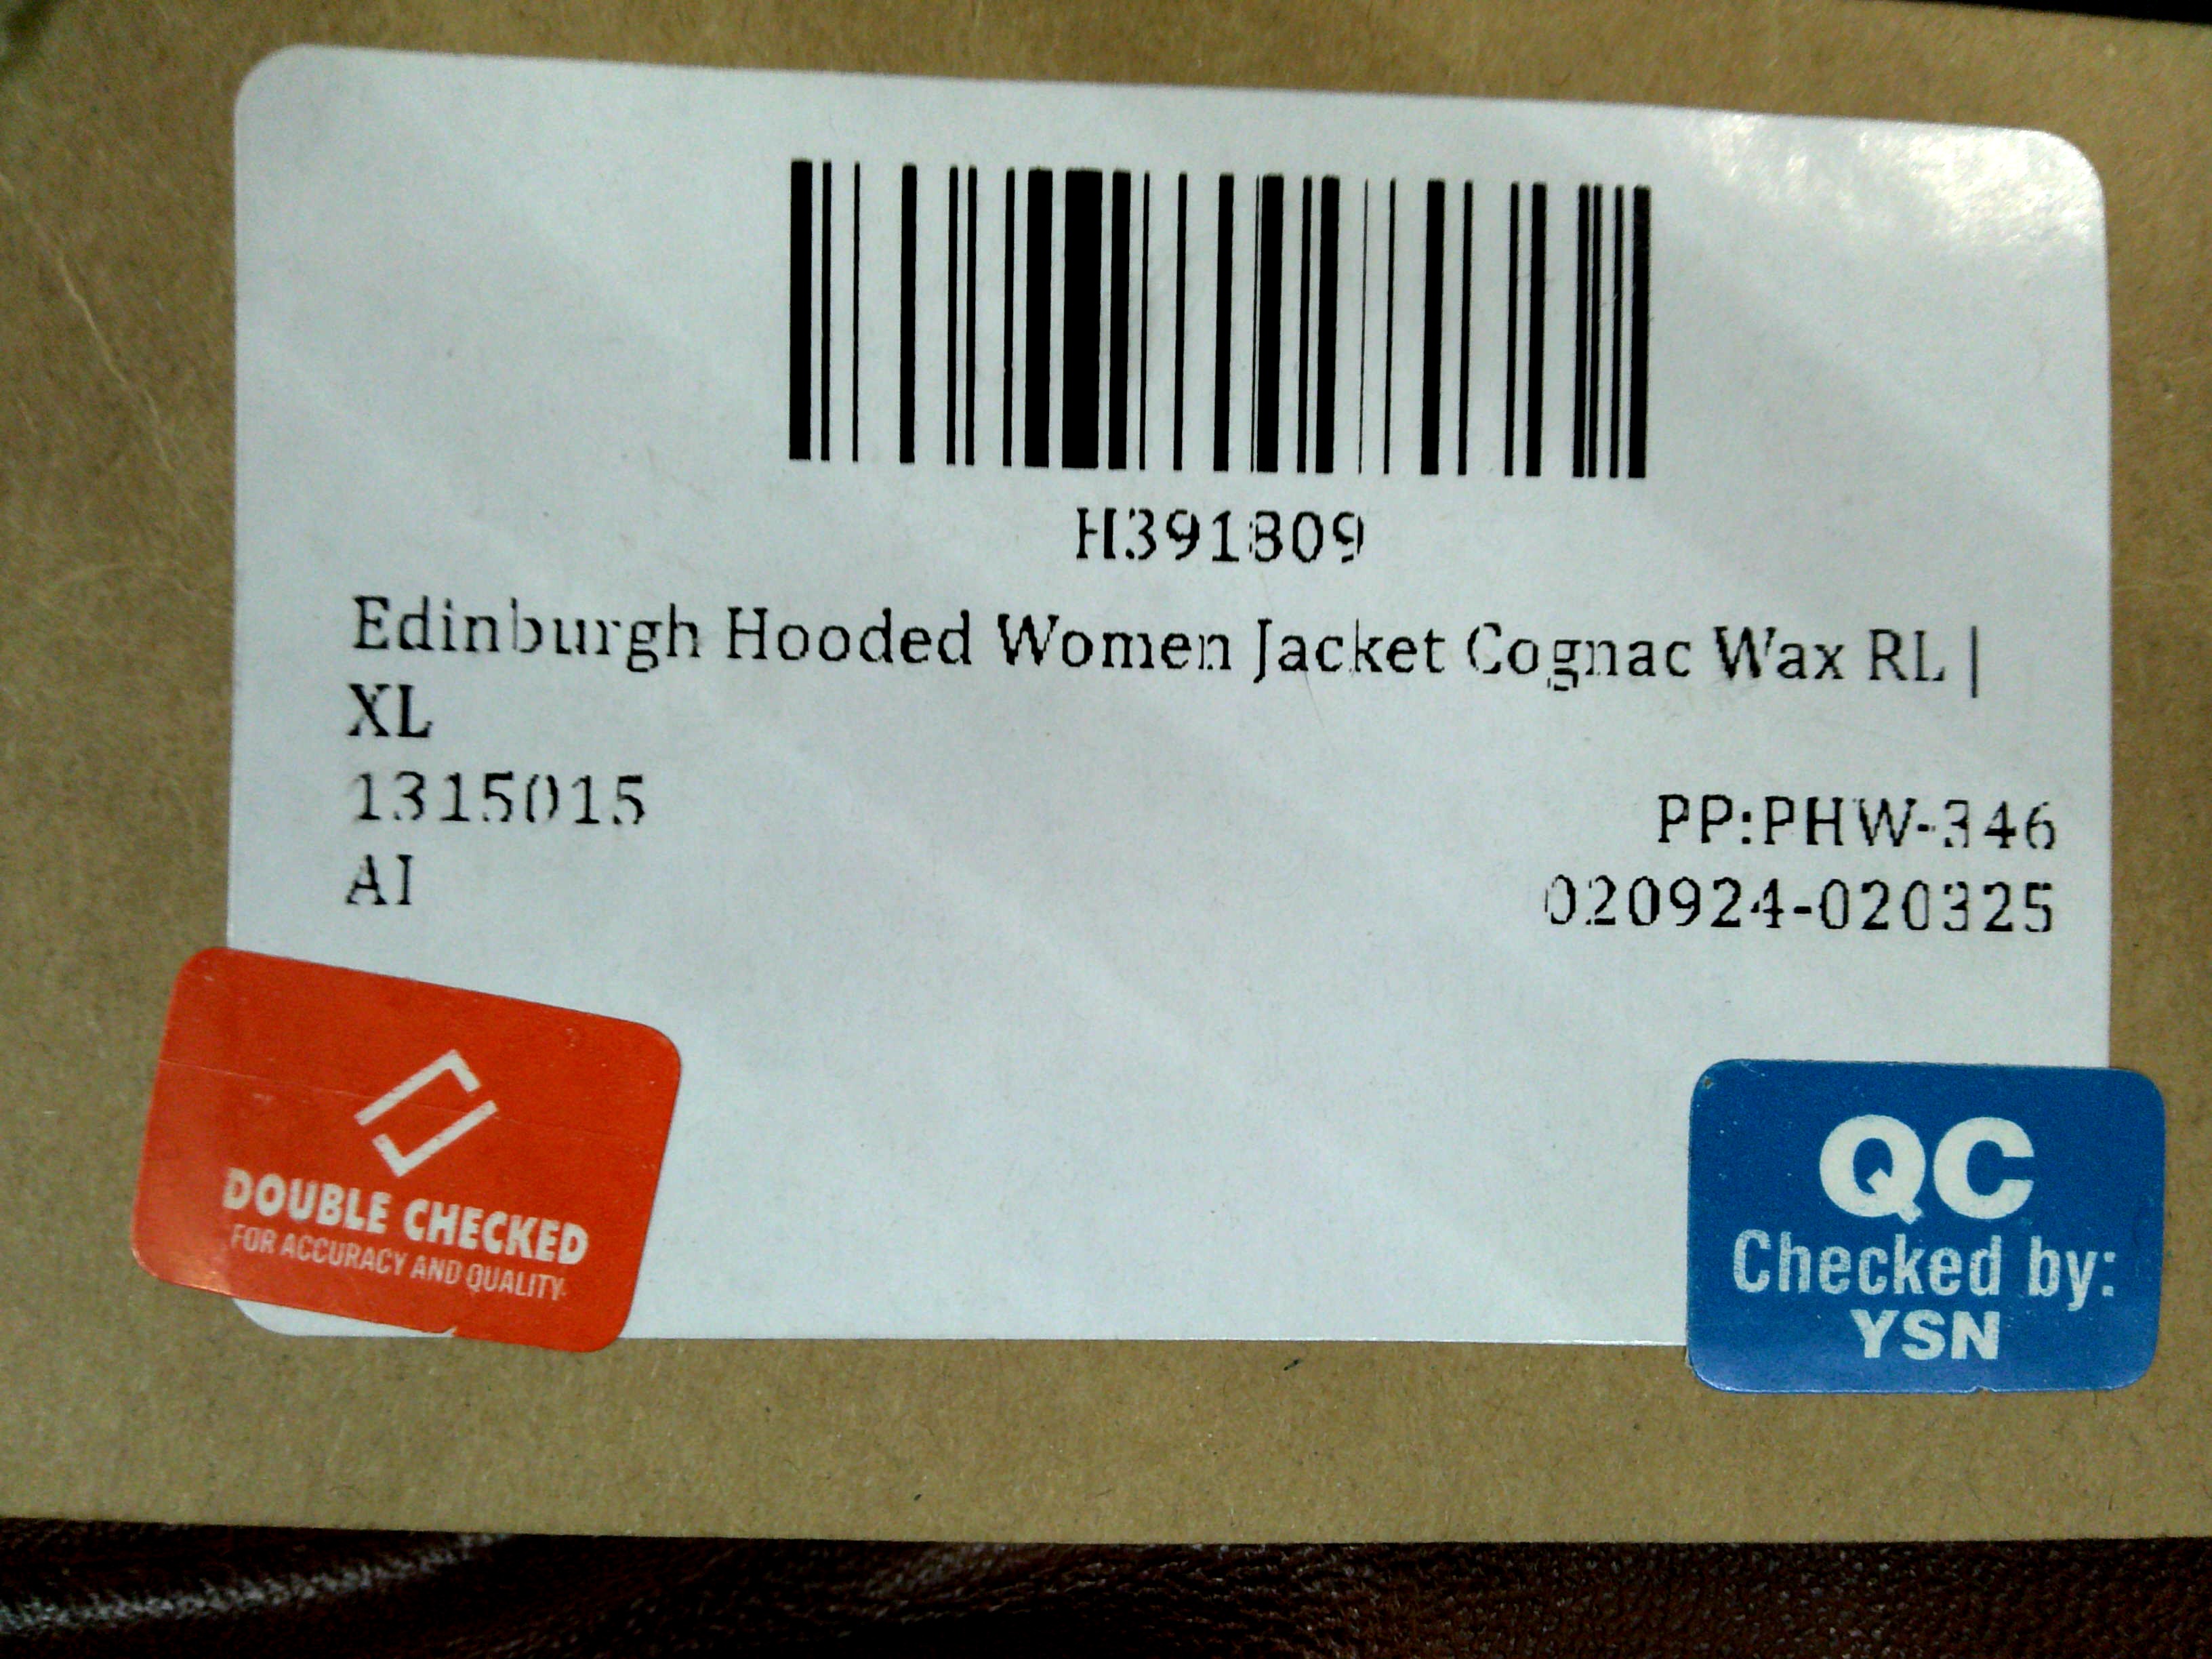 H391809
Edinburgh Hooded Women Jacket Cognac Wax RL |
XL
1315015
PP:PHW-346
AI
020924-020325
DOUBLE CHECKED
FOR ACCURACY AND QUALITY
QC
Checked by:
YSN